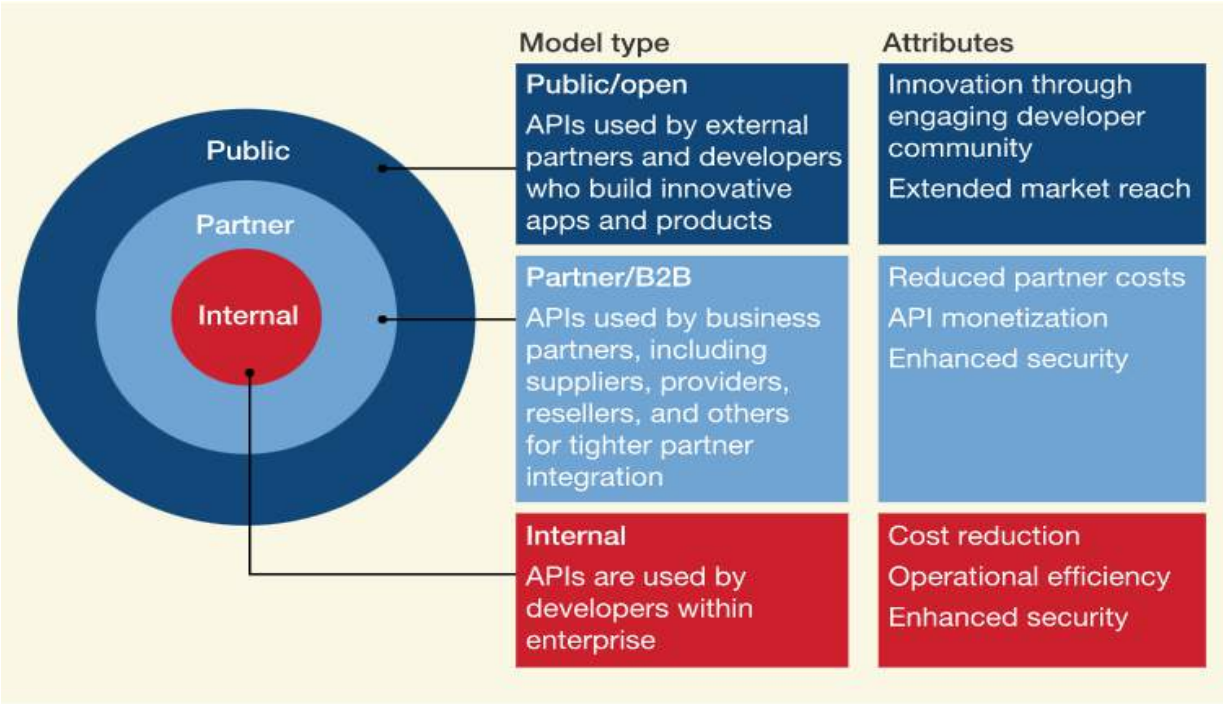 Public
Partner
Internal
Model type
Public/open
APIs used by external
partners and developers
who build innovative
apps and products
Partner/B2B
APIs used by business
partners, including
suppliers, providers,
resellers, and others
for tighter partner
integration
Internal
APIs are used by
developers within
enterprise
Attributes
Innovation through
engaging developer
community
Extended market reach
Reduced partner costs
API monetization
Enhanced security
Cost reduction
Operational efficiency
Enhanced security